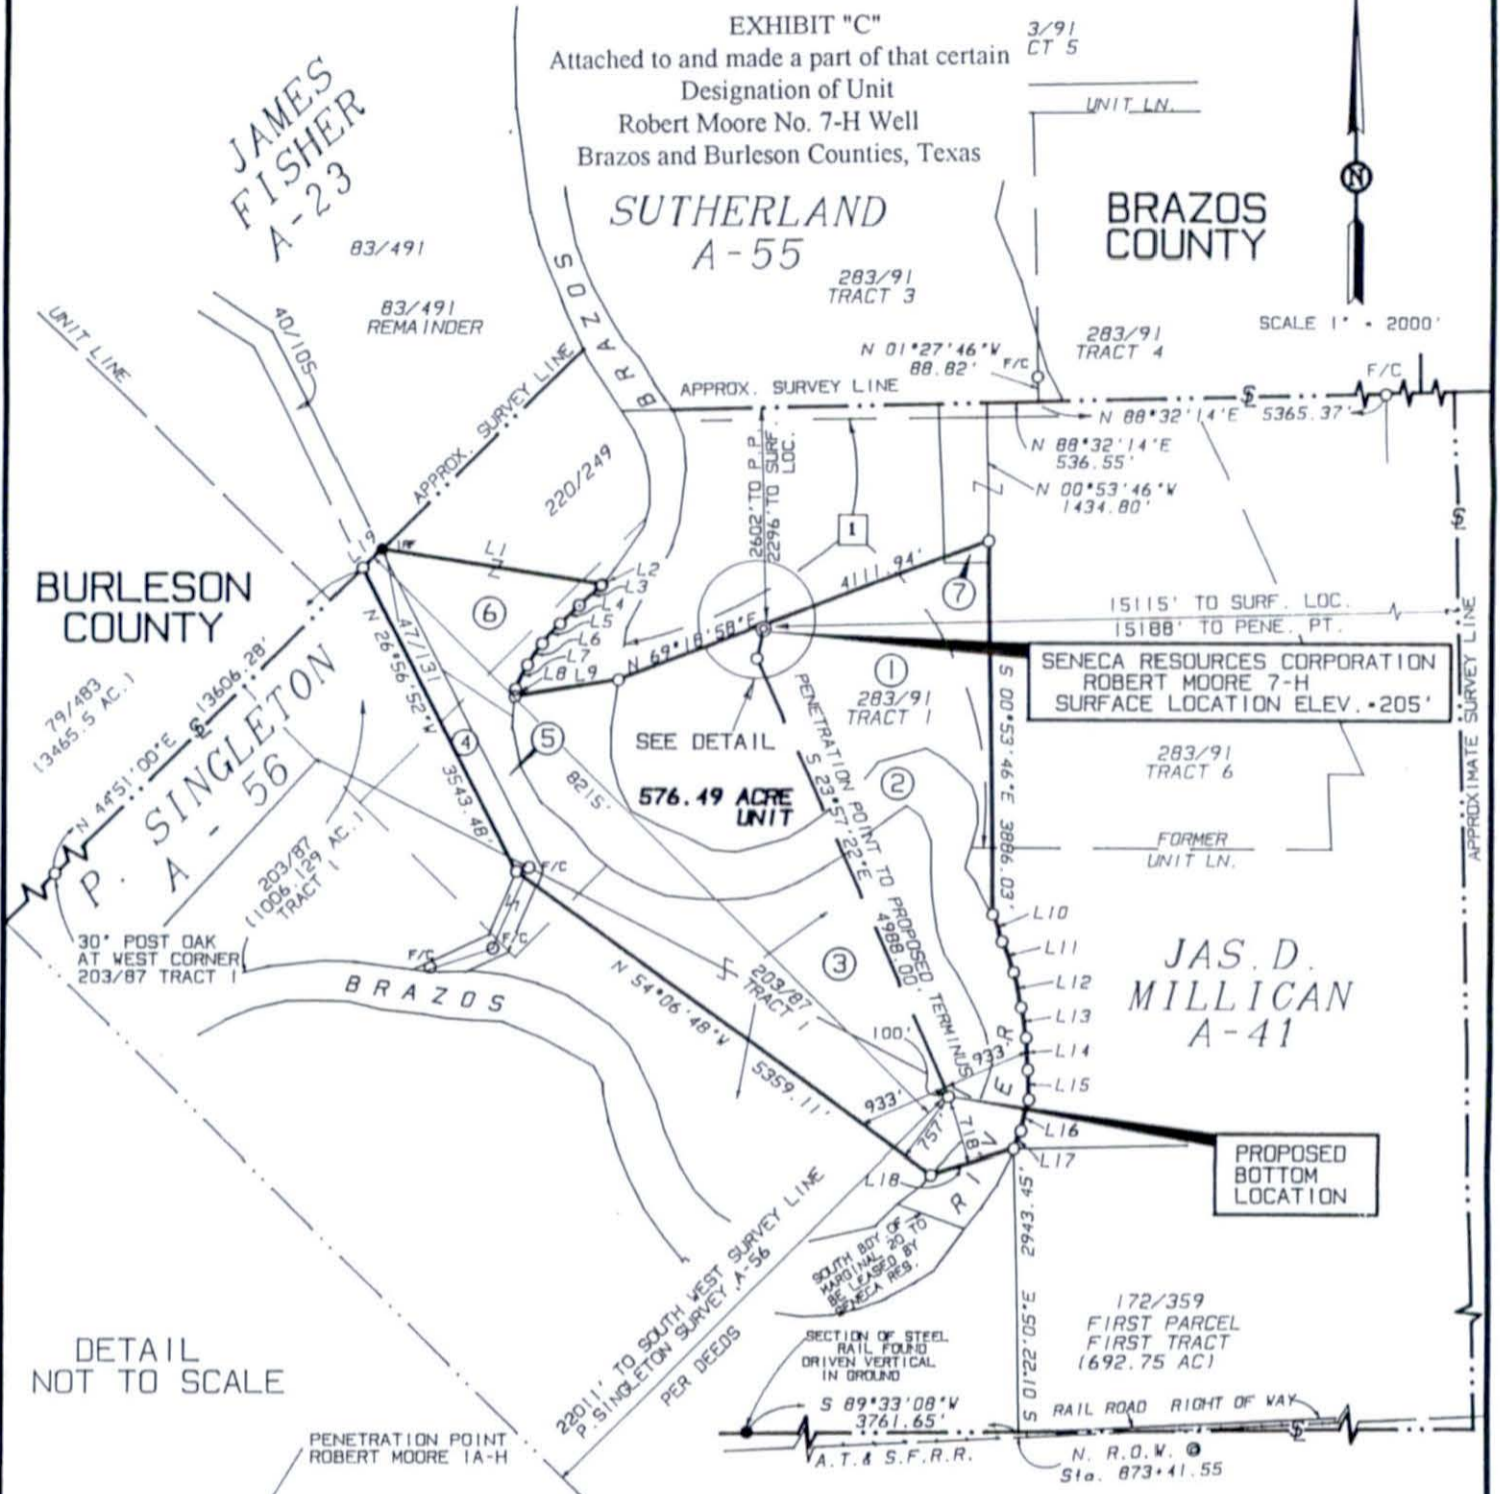 EXHIBIT "C"
Attached to and made a part of that certain
Designation of Unit
Robert Moore No. 7-H Well
Brazos and Burleson Counties, Texas
3/91
CT 5
UNIT LN.
JAMES
FISHER
A-23
83/491
83/491
REMAINDER
40/105
UNIT LINE
SUTHERLAND
A-55
283/91
TRACT 3
BRAZOS
COUNTY
N
SCALE 1" = 2000'
BRAZOS
N 01°27'46"W
88.82'
F/C
283/91
TRACT 4
F/C
APPROX. SURVEY LINE
APPROX. SURVEY LINE
N 88°32'14"E 5365.37'
N 88°32'14"E
536.55'
N 00°53'46"W
1434.80'
2602' TO P.P.
2296' TO SURF.
LOC.
220/249
1
L19
L1
L2
L3
L4
L5
L6
L7
L8 L9
N 69°18'58"E
4111.94'
7
6
BURLESON
COUNTY
15115' TO SURF. LOC.
15188' TO PENE. PT.
SENECA RESOURCES CORPORATION
ROBERT MOORE 7-H
SURFACE LOCATION ELEV. =205'
1
283/91
TRACT 1
S 00°53'46"E 3886.03'
283/91
TRACT 6
APPROXIMATE SURVEY LINE
N 26°56'52"W
3543.48'
47/131
79/483
(3465.5 AC.)
N 44°51'00"E
13606.28'
P. SINGLETON
A - 56
4
5
SEE DETAIL
576.49 ACRE
UNIT
8215'
2
PENETRATION POINT TO PROPOSED TERMINUS
S 23°57'22"E
4988.00'
FORMER
UNIT LN.
203/87
(1006.129 AC.)
TRACT 1
F/C
F/C
F/C
30" POST OAK
AT WEST CORNER
203/87 TRACT 1
BRAZOS
N 54°06'48"W
5359.11'
203/87
TRACT 1
3
L10
L11
L12
L13
L14
L15
L16
L17
L18
JAS. D.
MILLICAN
A-41
100'
933'
933'
757'
718'
RIVER
PROPOSED
BOTTOM
LOCATION
SOUTH BDY. OF
MARGINAL 20 TO
BE LEASED BY
SENECA RES.
22011' TO SOUTH WEST SURVEY LINE
P. SINGLETON SURVEY, A-56
PER DEEDS
S 01°22'05"E 2943.45'
172/359
FIRST PARCEL
FIRST TRACT
(692.75 AC)
SECTION OF STEEL
RAIL FOUND
DRIVEN VERTICAL
IN GROUND
S 89°33'08"W
3761.65'
RAIL ROAD RIGHT OF WAY
A.T.& S.F.R.R.
N. R.O.W. @
Sta. 873+41.55
DETAIL
NOT TO SCALE
PENETRATION POINT
ROBERT MOORE 1A-H